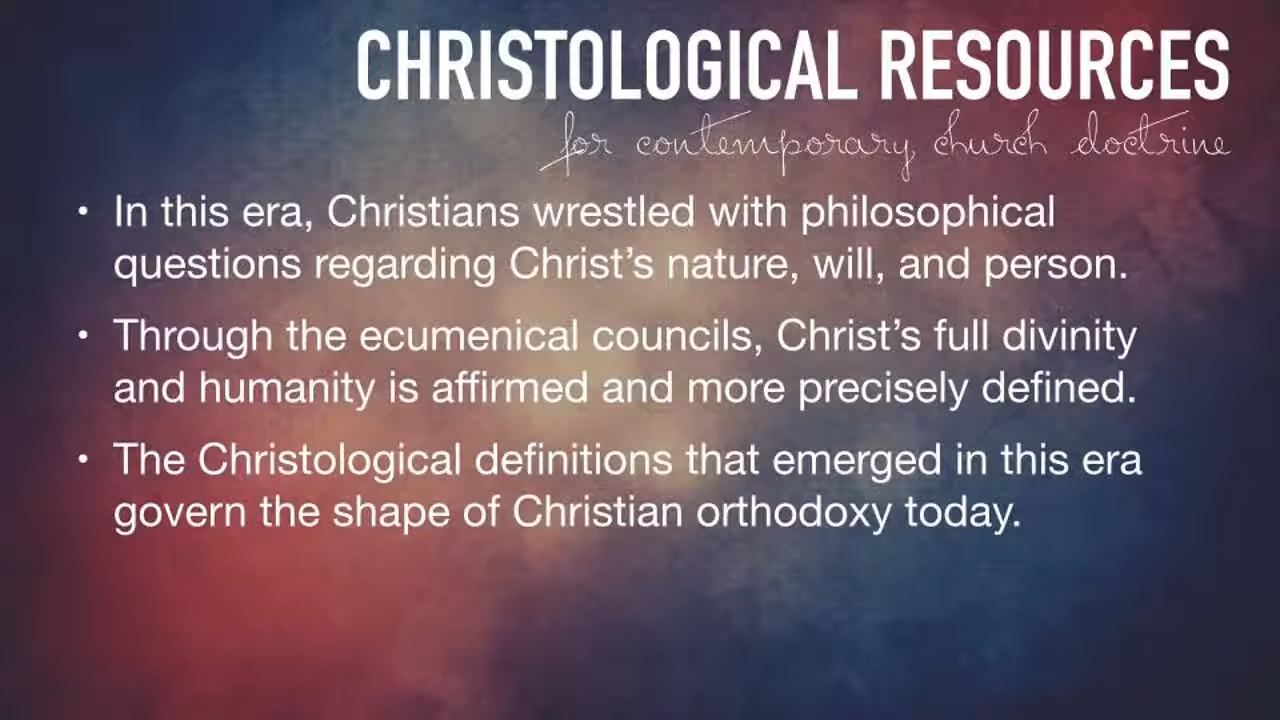 CHRISTOLOGICAL RESOURCES
for contemporary church doctrine
• In this era, Christians wrestled with philosophical
questions regarding Christ’s nature, will, and person.
• Through the ecumenical councils, Christ’s full divinity
and humanity is affirmed and more precisely defined.
• The Christological definitions that emerged in this era
govern the shape of Christian orthodoxy today.